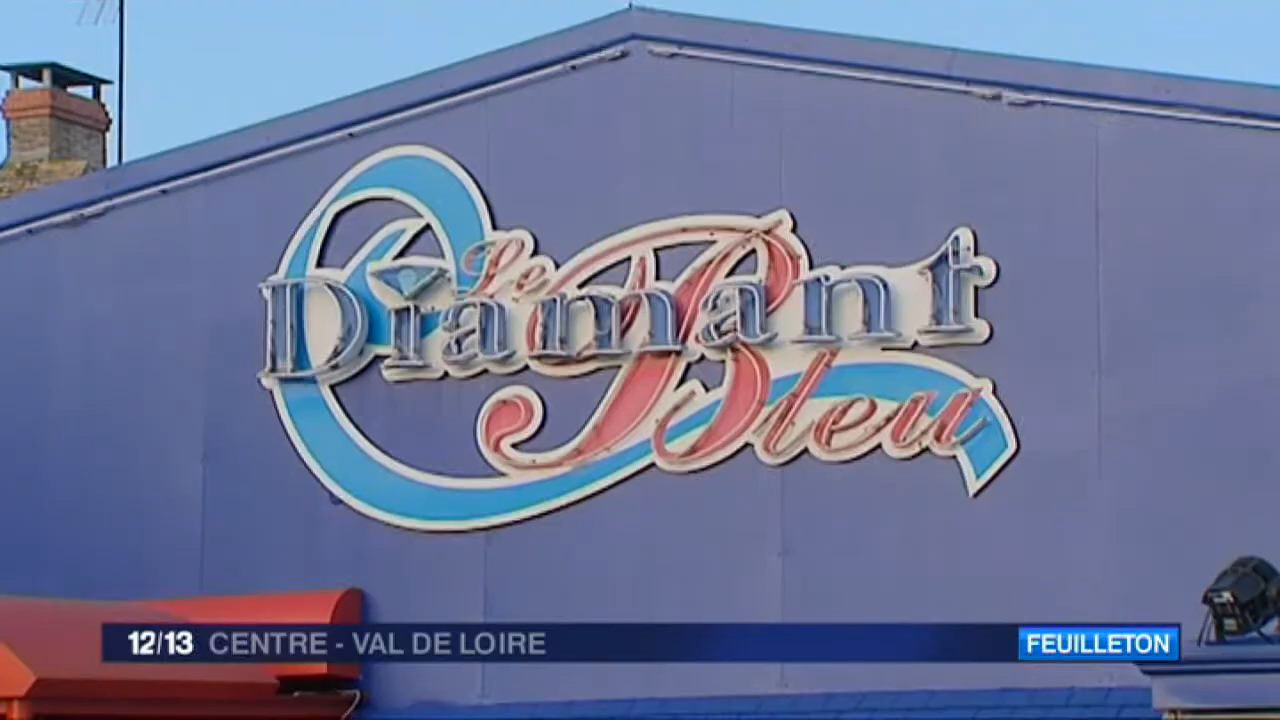 Le
Diamant
Bleu
12/13 CENTRE - VAL DE LOIRE
FEUILLETON